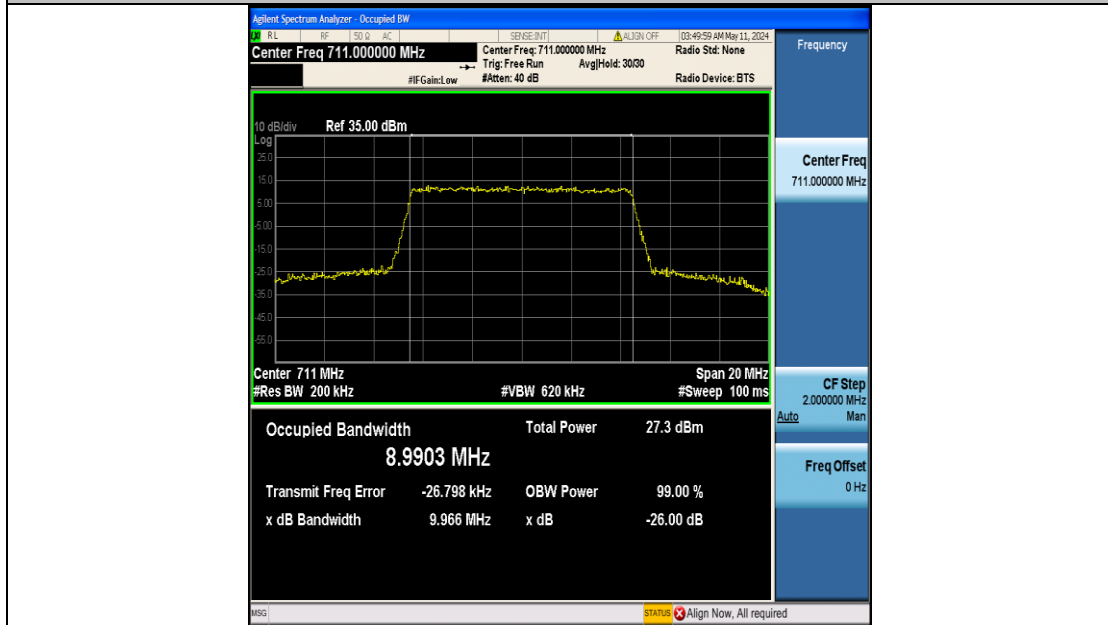 Agilent Spectrum Analyzer - Occupied BW
RL RF 50 Ω AC SENSE:INT ALIGN OFF 03:49:59 AM May 11, 2024
Center Freq 711.000000 MHz
Center Freq: 711.000000 MHz
Radio Std: None
Trig: Free Run Avg|Hold: 30/30
#IFGain:Low #Atten: 40 dB Radio Device: BTS
10 dB/div Ref 35.00 dBm
Log
25.0
15.0
5.00
-5.00
-15.0
-25.0
-35.0
-45.0
-55.0
Center 711 MHz Span 20 MHz
#Res BW 200 kHz #VBW 620 kHz #Sweep 100 ms
Occupied Bandwidth Total Power 27.3 dBm
8.9903 MHz
Transmit Freq Error -26.798 kHz OBW Power 99.00 %
x dB Bandwidth 9.966 MHz x dB -26.00 dB
Frequency
Center Freq
711.000000 MHz
CF Step
2.000000 MHz
Auto Man
Freq Offset
0 Hz
MSG STATUS Align Now, All required